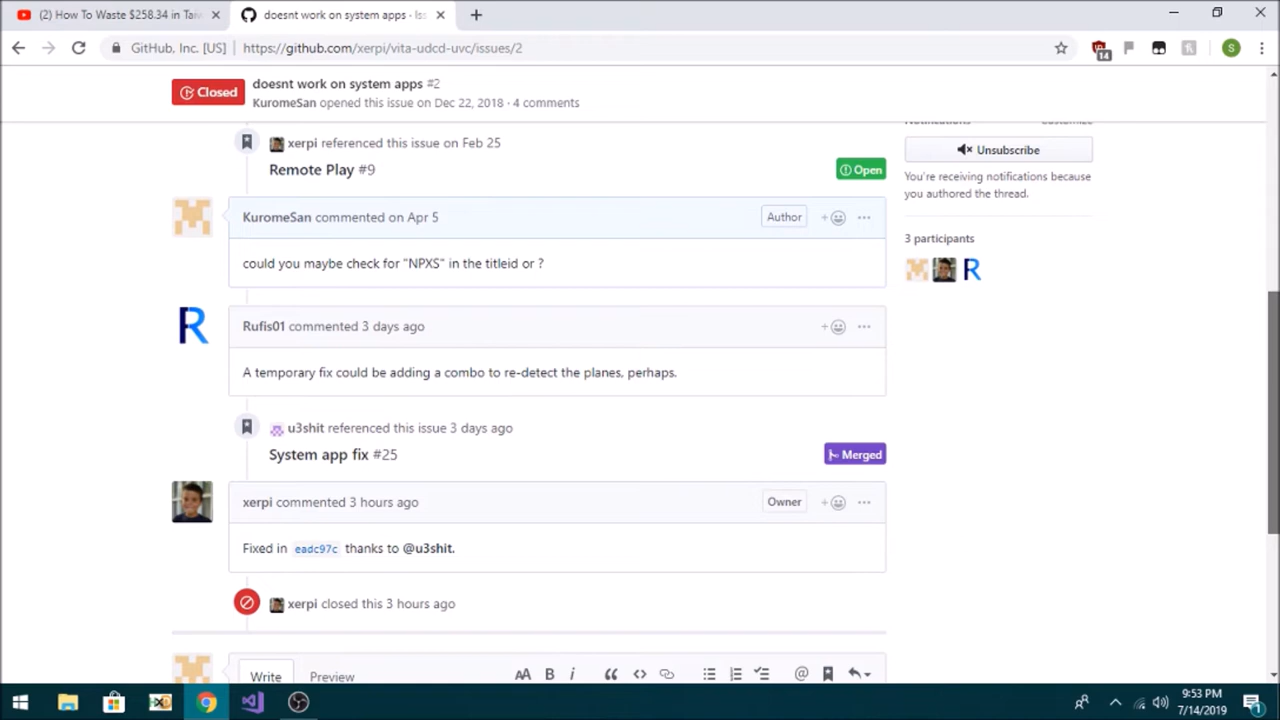 (2) How To Waste $258.34 in Taiw
doesnt work on system apps · Iss
GitHub, Inc. [US]
https://github.com/xerpi/vita-udcd-uvc/issues/2
14
S
Closed
doesnt work on system apps #2
KuromeSan opened this issue on Dec 22, 2018 · 4 comments
Notifications
Customize
xerpi referenced this issue on Feb 25
Remote Play #9
Open
Unsubscribe
You're receiving notifications because
you authored the thread.
KuromeSan commented on Apr 5
Author
could you maybe check for "NPXS" in the titleid or ?
3 participants
R
R
Rufis01 commented 3 days ago
A temporary fix could be adding a combo to re-detect the planes, perhaps.
u3shit referenced this issue 3 days ago
System app fix #25
Merged
xerpi commented 3 hours ago
Owner
Fixed in eadc97c thanks to @u3shit.
xerpi closed this 3 hours ago
Write
Preview
AA B i
9:53 PM
7/14/2019
1